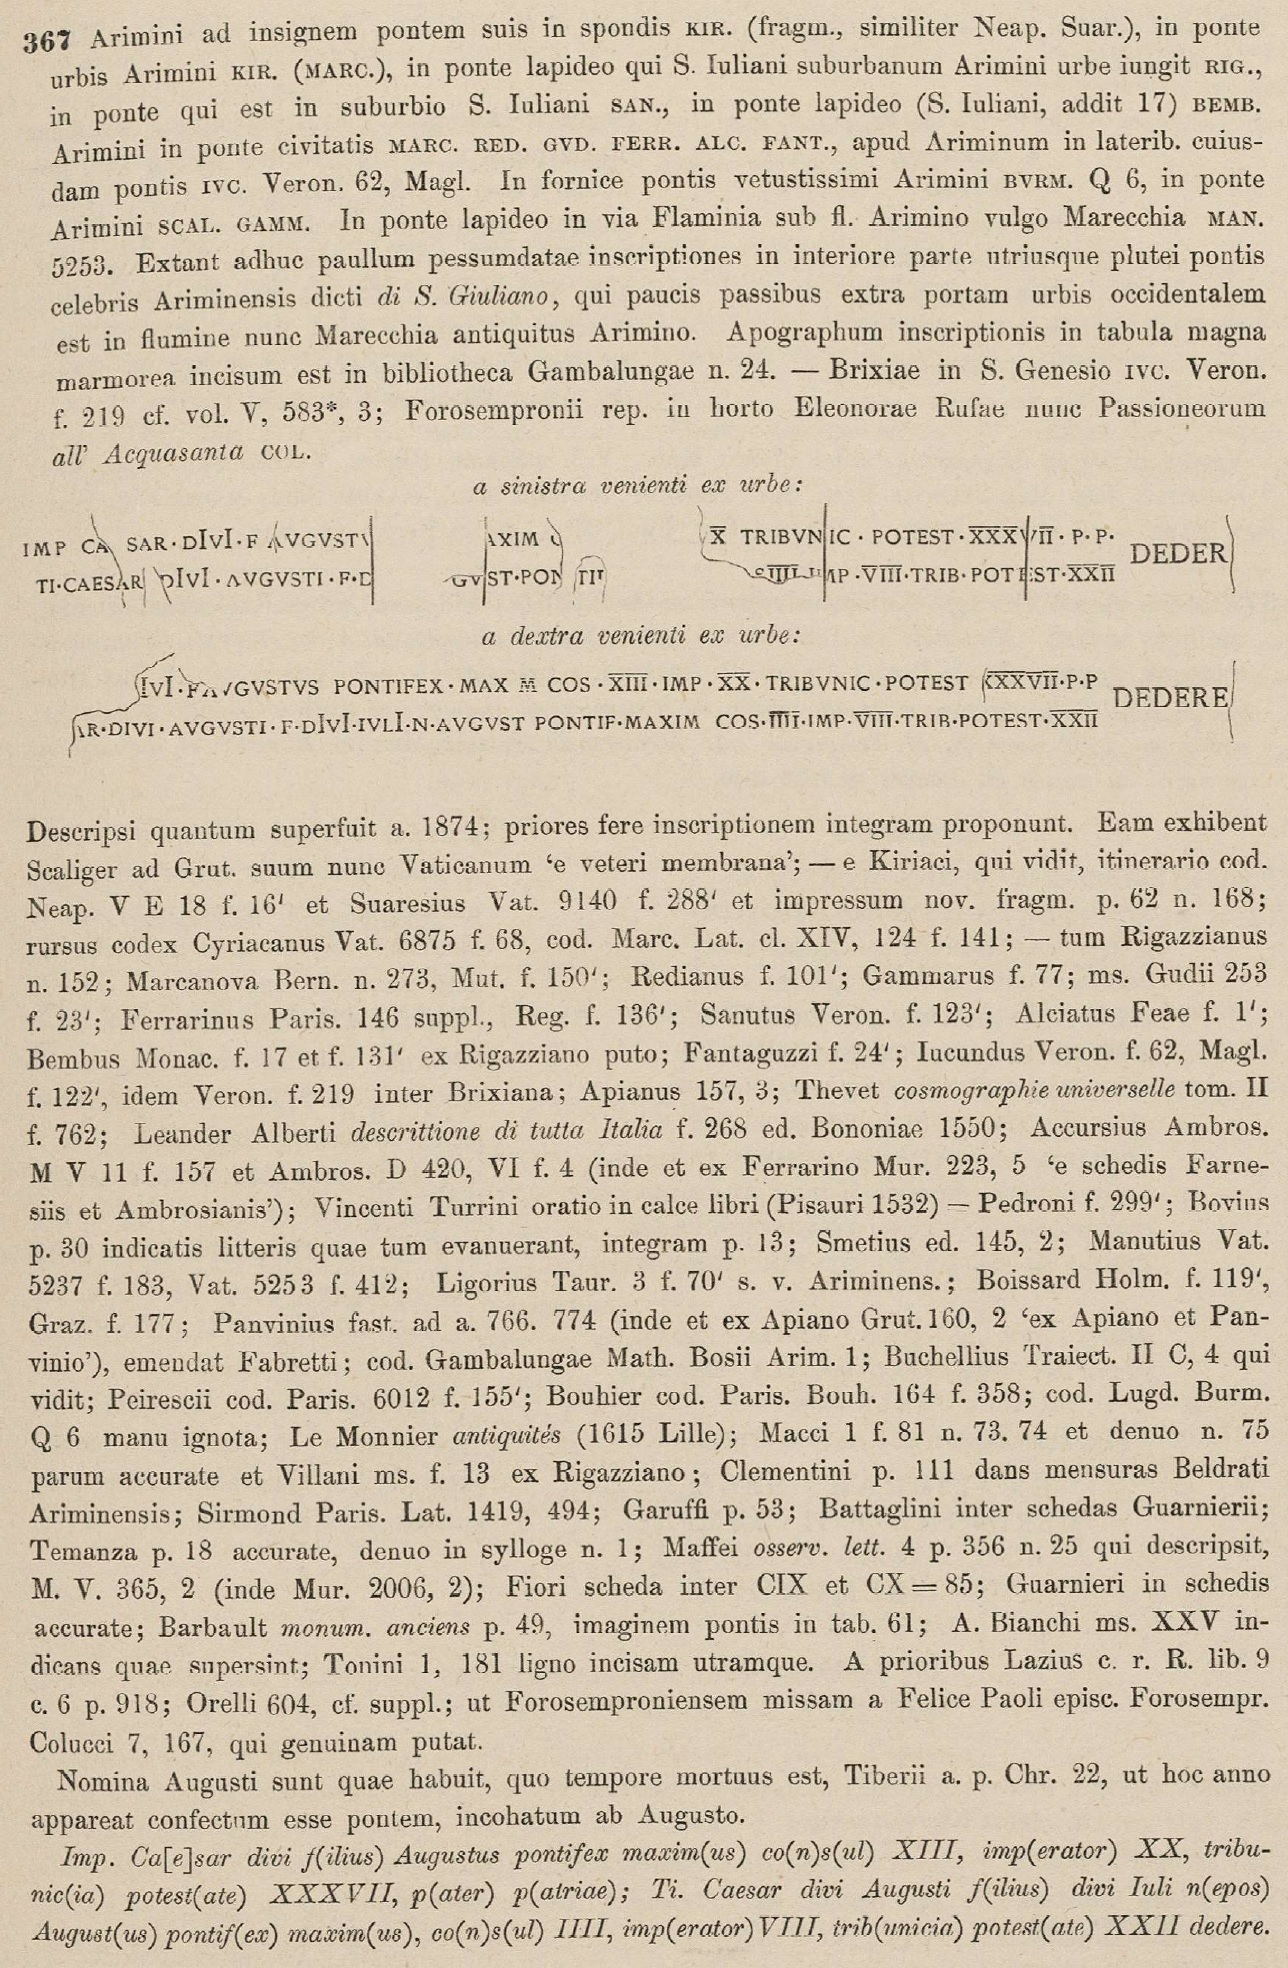 367 Arimini ad insignem pontem suis in spondis KIR. (fragm., similiter Neap. Suar.), in ponte
urbis Arimini KIR. (MARC.), in ponte lapideo qui S. Iuliani suburbanum Arimini urbe iungit RIG.,
in ponte qui est in suburbio S. Iuliani SAN., in ponte lapideo (S. Iuliani, addit 17) BEMB.
Arimini in ponte civitatis MARC. RED. GVD. FERR. ALC. FANT., apud Ariminum in laterib. cuius-
dam pontis IVC. Veron. 62, Magl. In fornice pontis vetustissimi Arimini BVRM. Q 6, in ponte
Arimini SCAL. GAMM. In ponte lapideo in via Flaminia sub fl. Arimino vulgo Marecchia MAN.
5253. Extant adhuc paullum pessumdatae inscriptiones in interiore parte utriusque plutei pontis
celebris Ariminensis dicti di S. Giuliano, qui paucis passibus extra portam urbis occidentalem
est in flumine nunc Marecchia antiquitus Arimino. Apographum inscriptionis in tabula magna
marmorea incisum est in bibliotheca Gambalungae n. 24. — Brixiae in S. Genesio IVC. Veron.
f. 219 cf. vol. V, 583*, 3; Forosempronii rep. in horto Eleonorae Rufae nunc Passioneorum
all' Acquasanta COL.
a sinistra venienti ex urbe:
IMP CA SAR·DIVI·F AVGVSTV AXIM C X̅ TRIBVNIC · POTEST·X̅X̅X̅VI̅I̅·P·P· DEDER
TI·CAESAR DIVI·AVGVSTI·F·D GVST·PON TIF C I̅I̅I̅I̅ IMP·V̅I̅I̅I̅·TRIB·POTEST·X̅X̅I̅I̅
a dextra venienti ex urbe:
IVI·F AVGVSTVS PONTIFEX·MAX M COS·X̅I̅I̅I̅·IMP·X̅X̅·TRIBVNIC·POTEST X̅X̅X̅V̅I̅I̅·P·P DEDERE
AR·DIVI·AVGVSTI·F·DIVI·IVLI·N·AVGVST PONTIF·MAXIM COS·I̅I̅I̅I̅·IMP·V̅I̅I̅I̅·TRIB·POTEST·X̅X̅I̅I̅
Descripsi quantum superfuit a. 1874; priores fere inscriptionem integram proponunt. Eam exhibent
Scaliger ad Grut. suum nunc Vaticanum ‘e veteri membrana’; — e Kiriaci, qui vidit, itinerario cod.
Neap. V E 18 f. 16' et Suaresius Vat. 9140 f. 288' et impressum nov. fragm. p. 62 n. 168;
rursus codex Cyriacanus Vat. 6875 f. 68, cod. Marc. Lat. cl. XIV, 124 f. 141; — tum Rigazzianus
n. 152; Marcanova Bern. n. 273, Mut. f. 150'; Redianus f. 101'; Gammarus f. 77; ms. Gudii 253
f. 23'; Ferrarinus Paris. 146 suppl., Reg. f. 136'; Sanutus Veron. f. 123'; Alciatus Feae f. 1';
Bembus Monac. f. 17 et f. 131' ex Rigazziano puto; Fantaguzzi f. 24'; Iucundus Veron. f. 62, Magl.
f. 122', idem Veron. f. 219 inter Brixiana; Apianus 157, 3; Thevet cosmographie universelle tom. II
f. 762; Leander Alberti descrittione di tutta Italia f. 268 ed. Bononiae 1550; Accursius Ambros.
M V 11 f. 157 et Ambros. D 420, VI f. 4 (inde et ex Ferrarino Mur. 223, 5 ‘e schedis Farne-
siis et Ambrosianis’); Vincenti Turrini oratio in calce libri (Pisauri 1532) — Pedroni f. 299'; Bovius
p. 30 indicatis litteris quae tum evanuerant, integram p. 13; Smetius ed. 145, 2; Manutius Vat.
5237 f. 183, Vat. 5253 f. 412; Ligorius Taur. 3 f. 70' s. v. Ariminens.; Boissard Holm. f. 119',
Graz. f. 177; Panvinius fast. ad a. 766. 774 (inde et ex Apiano Grut. 160, 2 ‘ex Apiano et Pan-
vinio’), emendat Fabretti; cod. Gambalungae Math. Bosii Arim. 1; Buchellius Traiect. II C, 4 qui
vidit; Peirescii cod. Paris. 6012 f. 155'; Bouhier cod. Paris. Bouh. 164 f. 358; cod. Lugd. Burm.
Q 6 manu ignota; Le Monnier antiquités (1615 Lille); Macci 1 f. 81 n. 73. 74 et denuo n. 75
parum accurate et Villani ms. f. 13 ex Rigazziano; Clementini p. 111 dans mensuras Beldrati
Ariminensis; Sirmond Paris. Lat. 1419, 494; Garuffi p. 53; Battaglini inter schedas Guarnierii;
Temanza p. 18 accurate, denuo in sylloge n. 1; Maffei osserv. lett. 4 p. 356 n. 25 qui descripsit,
M. V. 365, 2 (inde Mur. 2006, 2); Fiori scheda inter CIX et CX = 85; Guarnieri in schedis
accurate; Barbault monum. anciens p. 49, imaginem pontis in tab. 61; A. Bianchi ms. XXV in-
dicans quae supersint; Tonini 1, 181 ligno incisam utramque. A prioribus Lazius c. r. R. lib. 9
c. 6 p. 918; Orelli 604, cf. suppl.; ut Forosemproniensem missam a Felice Paoli episc. Forosempr.
Colucci 7, 167, qui genuinam putat.
Nomina Augusti sunt quae habuit, quo tempore mortuus est, Tiberii a. p. Chr. 22, ut hoc anno
appareat confectum esse pontem, incohatum ab Augusto.
Imp. Ca[e]sar divi f(ilius) Augustus pontifex maxim(us) co(n)s(ul) XIII, imp(erator) XX, tribu-
nic(ia) potest(ate) XXXVII, p(ater) p(atriae); Ti. Caesar divi Augusti f(ilius) divi Iuli n(epos)
August(us) pontif(ex) maxim(us), co(n)s(ul) IIII, imp(erator) VIII, trib(unicia) potest(ate) XXII dedere.